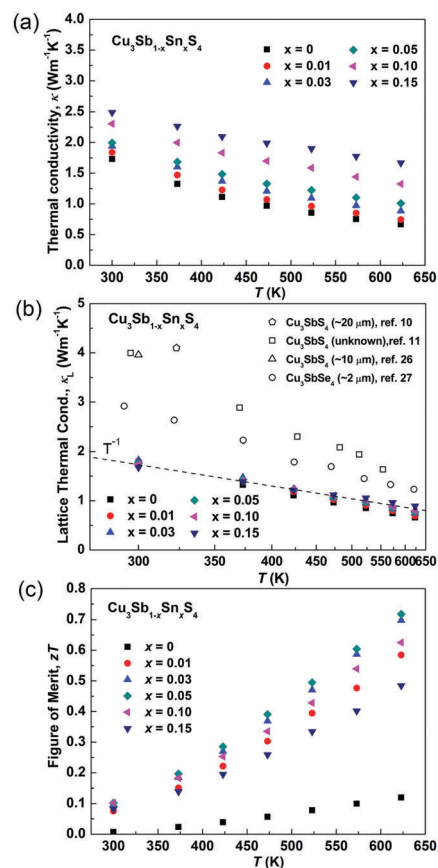 (a)
Cu3Sb1-xSnxS4
x = 0
x = 0.01
x = 0.03
x = 0.05
x = 0.10
x = 0.15
Thermal conductivity, κ (Wm-1K-1)
4.0
3.5
3.0
2.5
2.0
1.5
1.0
0.5
0.0
300 350 400 450 500 550 600 650
T (K)
(b)
Cu3Sb1-xSnxS4
Cu3SbS4 (~20 μm), ref. 10
Cu3SbS4 (unknown),ref. 11
Cu3SbS4 (~10 μm), ref. 26
Cu3SbSe4 (~2 μm), ref. 27
T-1
x = 0
x = 0.01
x = 0.03
x = 0.05
x = 0.10
x = 0.15
Lattice Thermal Cond., κL (Wm-1K-1)
5
4
3
2
1
0
300 350 400 450 500 550 600 650
T (K)
(c)
Cu3Sb1-xSnxS4
x = 0
x = 0.01
x = 0.03
x = 0.05
x = 0.10
x = 0.15
Figure of Merit, zT
0.8
0.7
0.6
0.5
0.4
0.3
0.2
0.1
0.0
300 350 400 450 500 550 600 650
T (K)